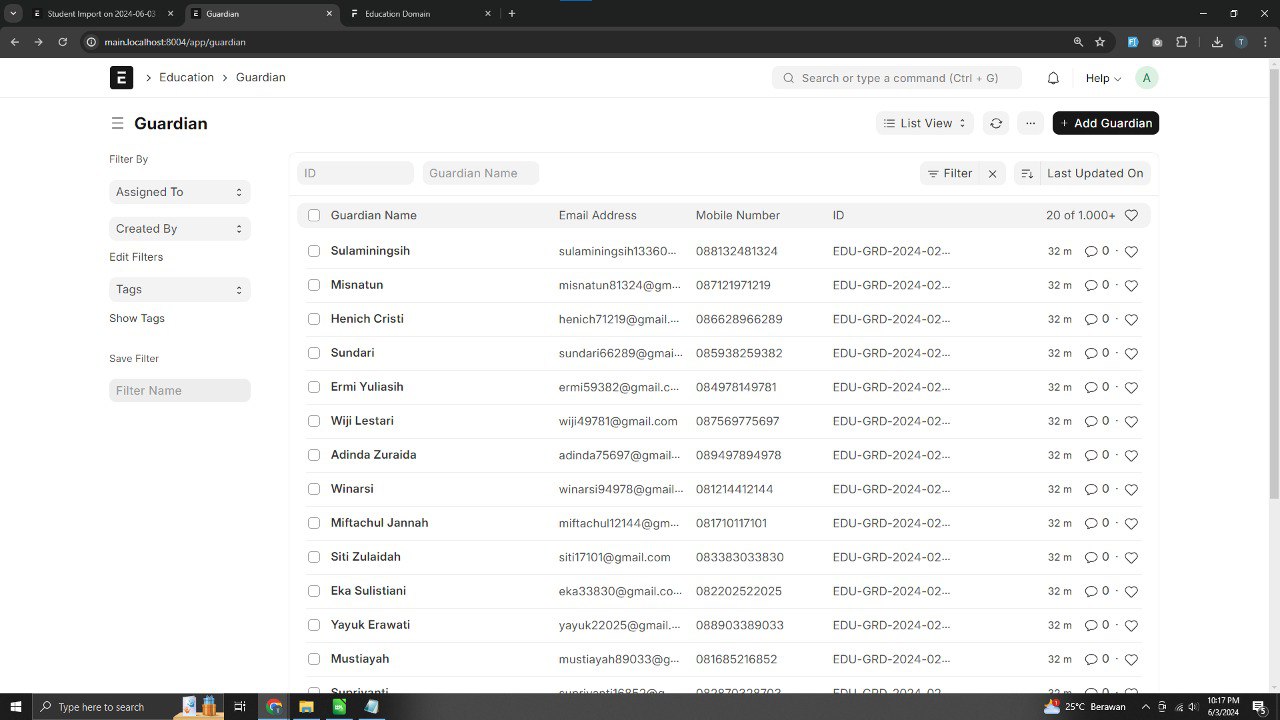 Student Import on 2024-06-03
Guardian
Education Domain
main.localhost:8004/app/guardian
T
E
Education
Guardian
Search or type a command (Ctrl + G)
Help
A
Guardian
List View
...
+ Add Guardian
Filter By
Assigned To
Created By
Edit Filters
Tags
Show Tags
Save Filter
Filter Name
ID
Guardian Name
Filter
Last Updated On
Guardian Name Email Address Mobile Number ID 20 of 1.000+
Sulaminingsih sulaminingsih13360... 088132481324 EDU-GRD-2024-02... 32 m 0 ·
Misnatun misnatun81324@gm... 087121971219 EDU-GRD-2024-02... 32 m 0 ·
Henich Cristi henich71219@gmail.... 086628966289 EDU-GRD-2024-02... 32 m 0 ·
Sundari sundari66289@gmai... 085938259382 EDU-GRD-2024-02... 32 m 0 ·
Ermi Yuliasih ermi59382@gmail.c... 084978149781 EDU-GRD-2024-02... 32 m 0 ·
Wiji Lestari wiji49781@gmail.com 087569775697 EDU-GRD-2024-02... 32 m 0 ·
Adinda Zuraida adinda75697@gmail... 089497894978 EDU-GRD-2024-02... 32 m 0 ·
Winarsi winarsi94978@gmail... 081214412144 EDU-GRD-2024-02... 32 m 0 ·
Miftachul Jannah miftachul12144@gm... 081710117101 EDU-GRD-2024-02... 32 m 0 ·
Siti Zulaidah siti17101@gmail.com 083383033830 EDU-GRD-2024-02... 32 m 0 ·
Eka Sulistiani eka33830@gmail.co... 082202522025 EDU-GRD-2024-02... 32 m 0 ·
Yayuk Erawati yayuk22025@gmail.... 088903389033 EDU-GRD-2024-02... 32 m 0 ·
Mustiayah mustiayah89033@g... 081685216852 EDU-GRD-2024-02... 32 m 0 ·
Type here to search
25°C Berawan
10:17 PM
6/3/2024